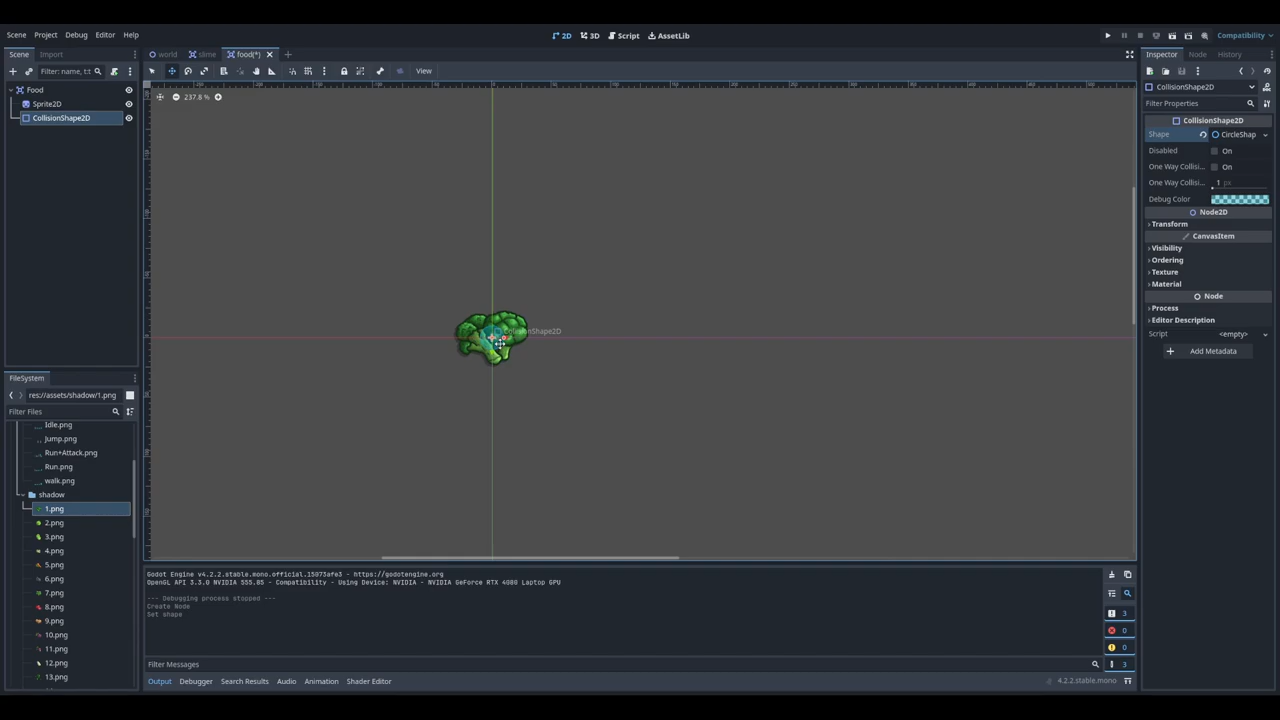 Scene Project Debug Editor Help
2D 3D Script AssetLib
Compatibility
Scene Import
world slime food(*)
Inspector Node History
Filter: name, t:t
View
Food
Sprite2D
CollisionShape2D
237.8 %
CollisionShape2D
CollisionShape2D
Filter Properties
CollisionShape2D
Shape CircleShap
Disabled On
One Way Collisi... On
One Way Collisi... 1 px
Debug Color
Node2D
Transform
CanvasItem
Visibility
Ordering
Texture
Material
Node
Process
Editor Description
Script <empty>
Add Metadata
FileSystem
res://assets/shadow/1.png
Filter Files
Idle.png
Jump.png
Run+Attack.png
Run.png
walk.png
shadow
1.png
2.png
3.png
4.png
5.png
6.png
7.png
8.png
9.png
10.png
11.png
12.png
13.png
Godot Engine v4.2.2.stable.mono.official.15073afe3 - https://godotengine.org
OpenGL API 3.3.0 NVIDIA 555.85 - Compatibility - Using Device: NVIDIA - NVIDIA GeForce RTX 4080 Laptop GPU
--- Debugging process stopped ---
Create Node
Set shape
3
0
0
3
Filter Messages
Output Debugger Search Results Audio Animation Shader Editor
4.2.2.stable.mono